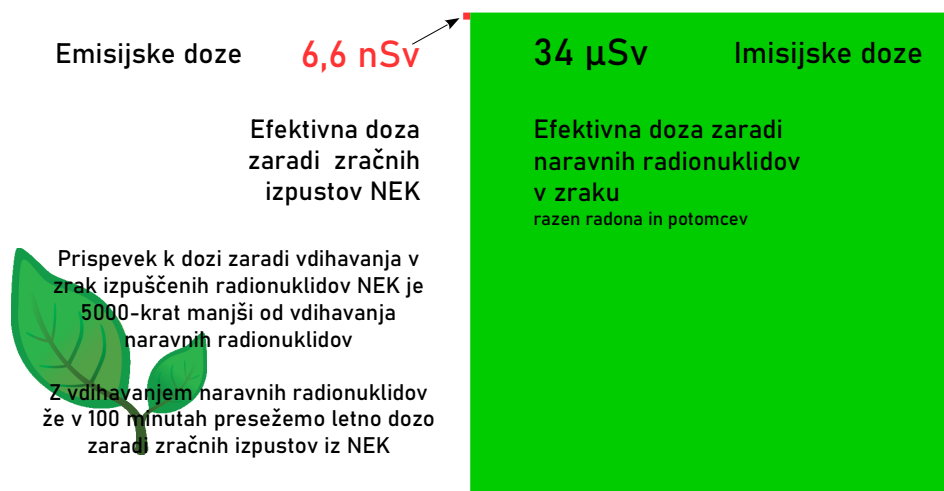 Emisijske doze
6,6 nSv
Efektivna doza
zaradi zračnih
izpustov NEK
Prispevek k dozi zaradi vdihavanja v
zrak izpuščenih radionuklidov NEK je
5000-krat manjši od vdihavanja
naravnih radionuklidov
Z vdihavanjem naravnih radionuklidov
že v 100 minutah presežemo letno dozo
zaradi zračnih izpustov iz NEK
34 µSv
Imisijske doze
Efektivna doza zaradi
naravnih radionuklidov
v zraku
razen radona in potomcev